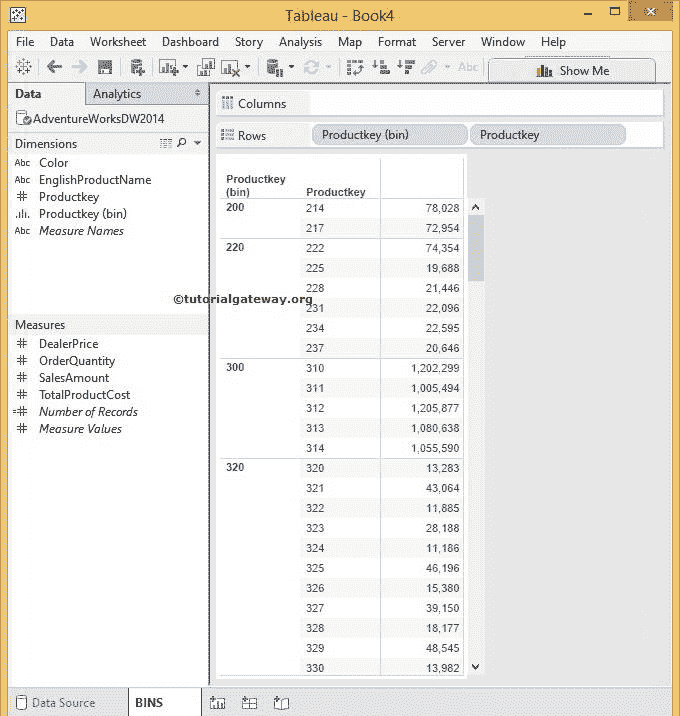 Tableau - Book4
File Data Worksheet Dashboard Story Analysis Map Format Server Window Help
Abc Show Me
Data Analytics
Columns
AdventureWorksDW2014
Rows Productkey (bin) Productkey
Dimensions
Abc Color
Abc EnglishProductName
# Productkey
Productkey (bin)
Abc Measure Names
©tutorialgateway.org
Measures
# DealerPrice
# OrderQuantity
# SalesAmount
# TotalProductCost
=# Number of Records
# Measure Values
Productkey
(bin) Productkey
200 214 78,028
217 72,954
220 222 74,354
225 19,688
228 21,446
231 22,096
234 22,595
237 20,646
300 310 1,202,299
311 1,005,494
312 1,205,877
313 1,080,638
314 1,055,590
320 320 13,283
321 43,064
322 11,885
323 28,188
324 11,186
325 46,196
326 15,380
327 39,150
328 18,177
329 48,545
330 13,982
Data Source BINS